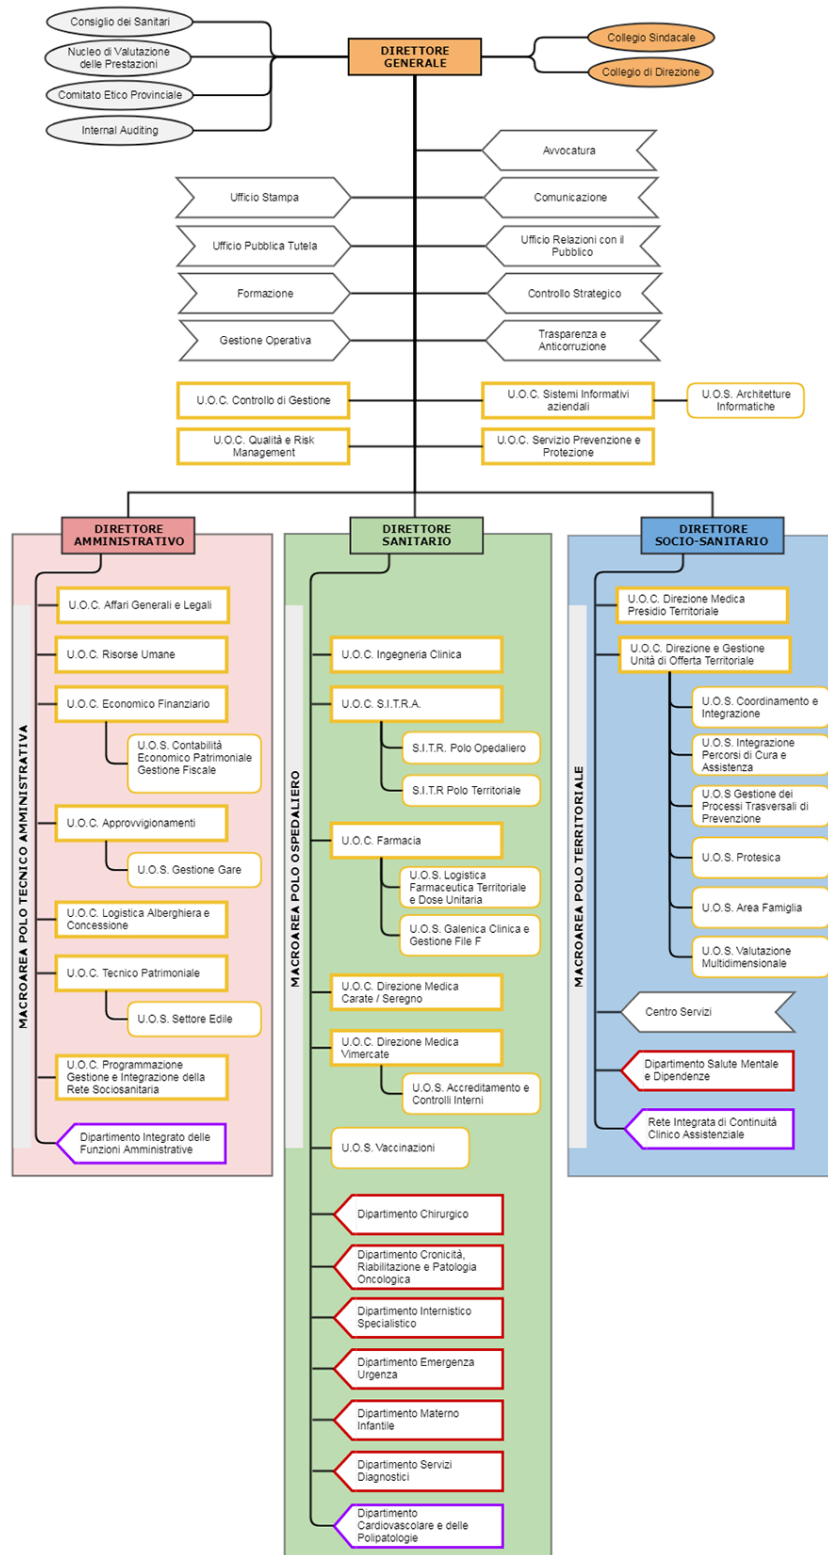 Consiglio dei Sanitari
Nucleo di Valutazione
delle Prestazioni
Comitato Etico Provinciale
Internal Auditing
DIRETTORE
GENERALE
Collegio Sindacale
Collegio di Direzione
Avvocatura
Ufficio Stampa
Comunicazione
Ufficio Pubblica Tutela
Ufficio Relazioni con il
Pubblico
Formazione
Controllo Strategico
Gestione Operativa
Trasparenza e
Anticorruzione
U.O.C. Controllo di Gestione
U.O.C. Sistemi Informativi
aziendali
U.O.S. Architetture
Informatiche
U.O.C. Qualità e Risk
Management
U.O.C. Servizio Prevenzione e
Protezione
DIRETTORE
AMMINISTRATIVO
MACROAREA POLO TECNICO AMMINISTRATIVA
U.O.C. Affari Generali e Legali
U.O.C. Risorse Umane
U.O.C. Economico Finanziario
U.O.S. Contabilità
Economico Patrimoniale
Gestione Fiscale
U.O.C. Approvvigionamenti
U.O.S. Gestione Gare
U.O.C. Logistica Alberghiera e
Concessione
U.O.C. Tecnico Patrimoniale
U.O.S. Settore Edile
U.O.C. Programmazione
Gestione e Integrazione della
Rete Sociosanitaria
Dipartimento Integrato delle
Funzioni Amministrative
DIRETTORE
SANITARIO
MACROAREA POLO OSPEDALIERO
U.O.C. Ingegneria Clinica
U.O.C. S.I.T.R.A.
S.I.T.R. Polo Opedaliero
S.I.T.R Polo Territoriale
U.O.C. Farmacia
U.O.S. Logistica
Farmaceutica Territoriale
e Dose Unitaria
U.O.S. Galenica Clinica e
Gestione File F
U.O.C. Direzione Medica
Carate / Seregno
U.O.C. Direzione Medica
Vimercate
U.O.S. Accreditamento e
Controlli Interni
U.O.S. Vaccinazioni
Dipartimento Chirurgico
Dipartimento Cronicità,
Riabilitazione e Patologia
Oncologica
Dipartimento Internistico
Specialistico
Dipartimento Emergenza
Urgenza
Dipartimento Materno
Infantile
Dipartimento Servizi
Diagnostici
Dipartimento
Cardiovascolare e delle
Polipatologie
DIRETTORE
SOCIO-SANITARIO
MACROAREA POLO TERRITORIALE
U.O.C. Direzione Medica
Presidio Territoriale
U.O.C. Direzione e Gestione
Unità di Offerta Territoriale
U.O.S. Coordinamento e
Integrazione
U.O.S. Integrazione
Percorsi di Cura e
Assistenza
U.O.S Gestione dei
Processi Trasversali di
Prevenzione
U.O.S. Protesica
U.O.S. Area Famiglia
U.O.S. Valutazione
Multidimensionale
Centro Servizi
Dipartimento Salute Mentale
e Dipendenze
Rete Integrata di Continuità
Clinico Assistenziale